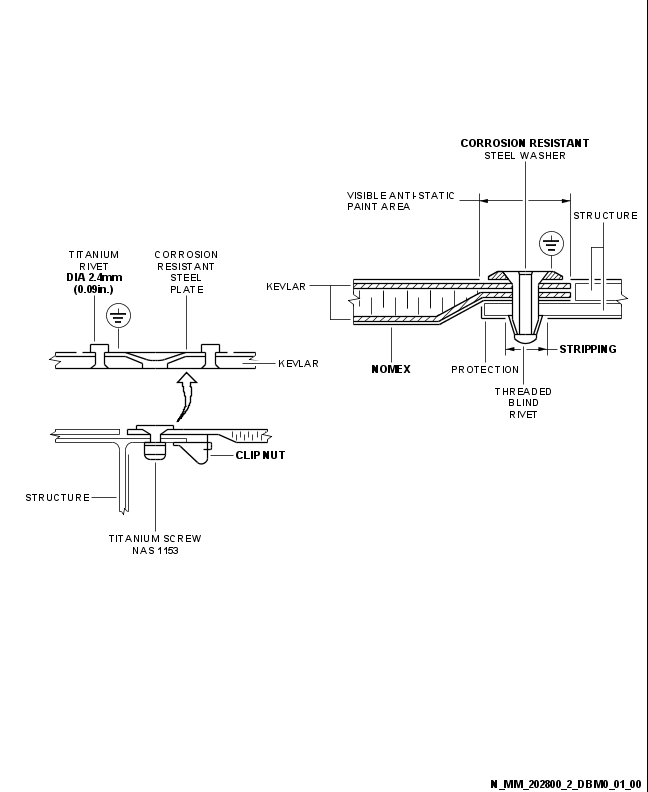 CORROSION RESISTANT
STEEL WASHER
VISIBLE ANTI-STATIC
PAINT AREA
STRUCTURE
TITANIUM
RIVET
DIA 2.4mm
(0.09in.)
CORROSION
RESISTANT
STEEL
PLATE
KEVLAR
KEVLAR
NOMEX
PROTECTION
STRIPPING
THREADED
BLIND
RIVET
CLIP NUT
STRUCTURE
TITANIUM SCREW
NAS 1153
N_MM_202800_2_DBM0_01_00